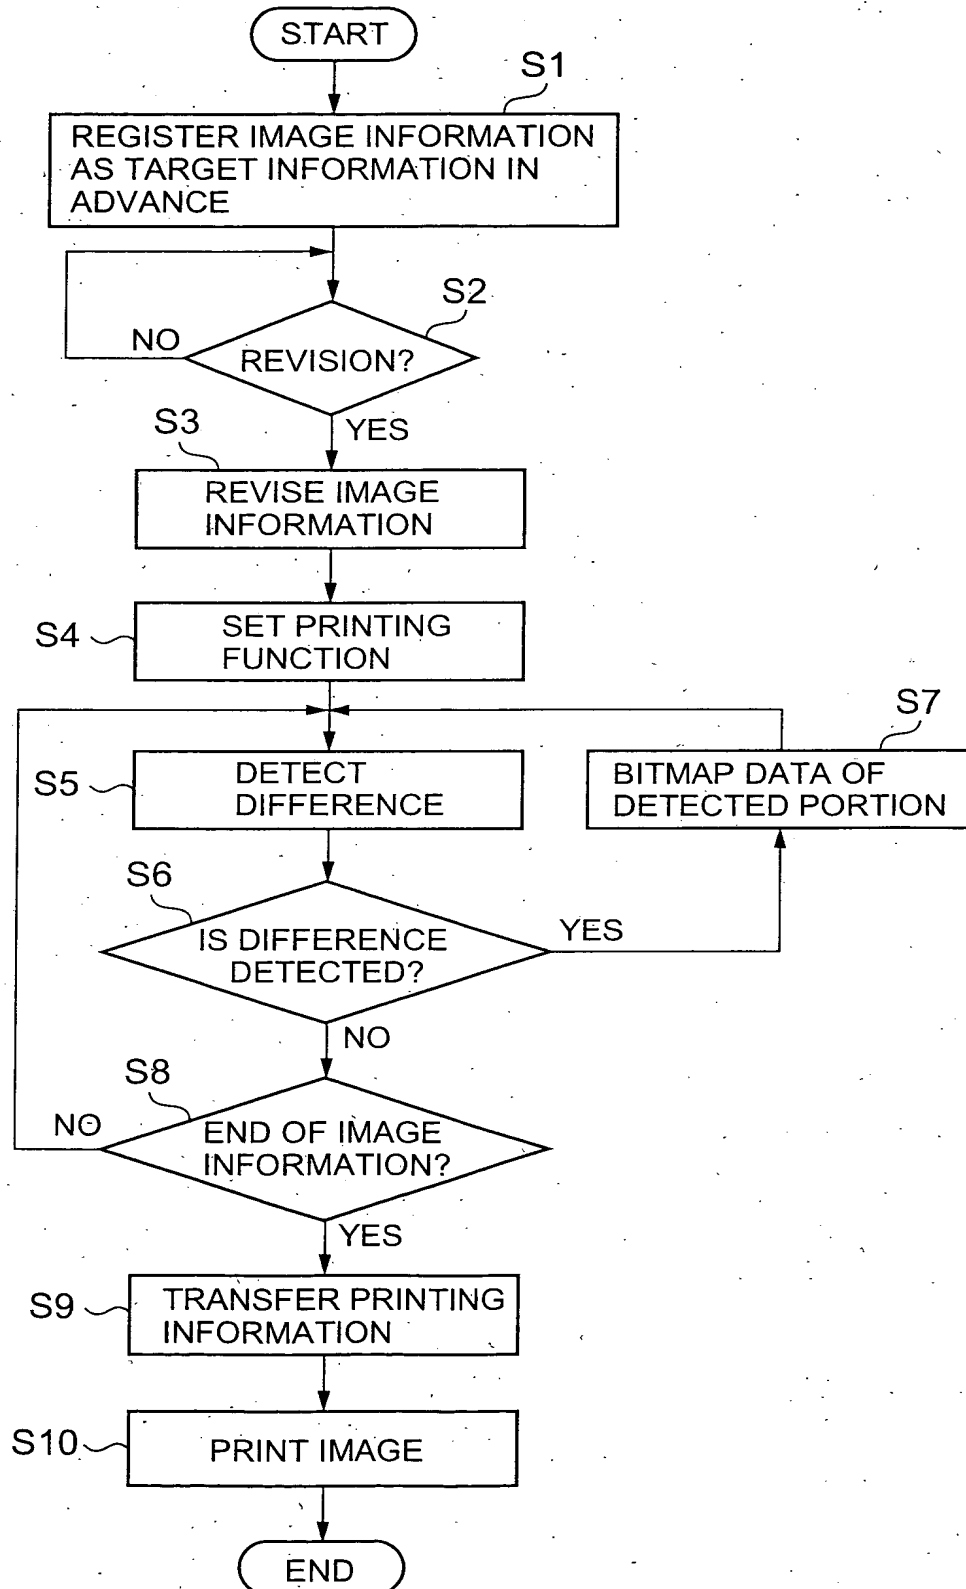 START
S1
REGISTER IMAGE INFORMATION
AS TARGET INFORMATION IN
ADVANCE
S2
NO
REVISION?
YES
S3
REVISE IMAGE
INFORMATION
S4
SET PRINTING
FUNCTION
S7
S5
DETECT
DIFFERENCE
BITMAP DATA OF
DETECTED PORTION
S6
IS DIFFERENCE
DETECTED?
YES
NO
S8
NO
END OF IMAGE
INFORMATION?
YES
S9
TRANSFER PRINTING
INFORMATION
S10
PRINT IMAGE
END